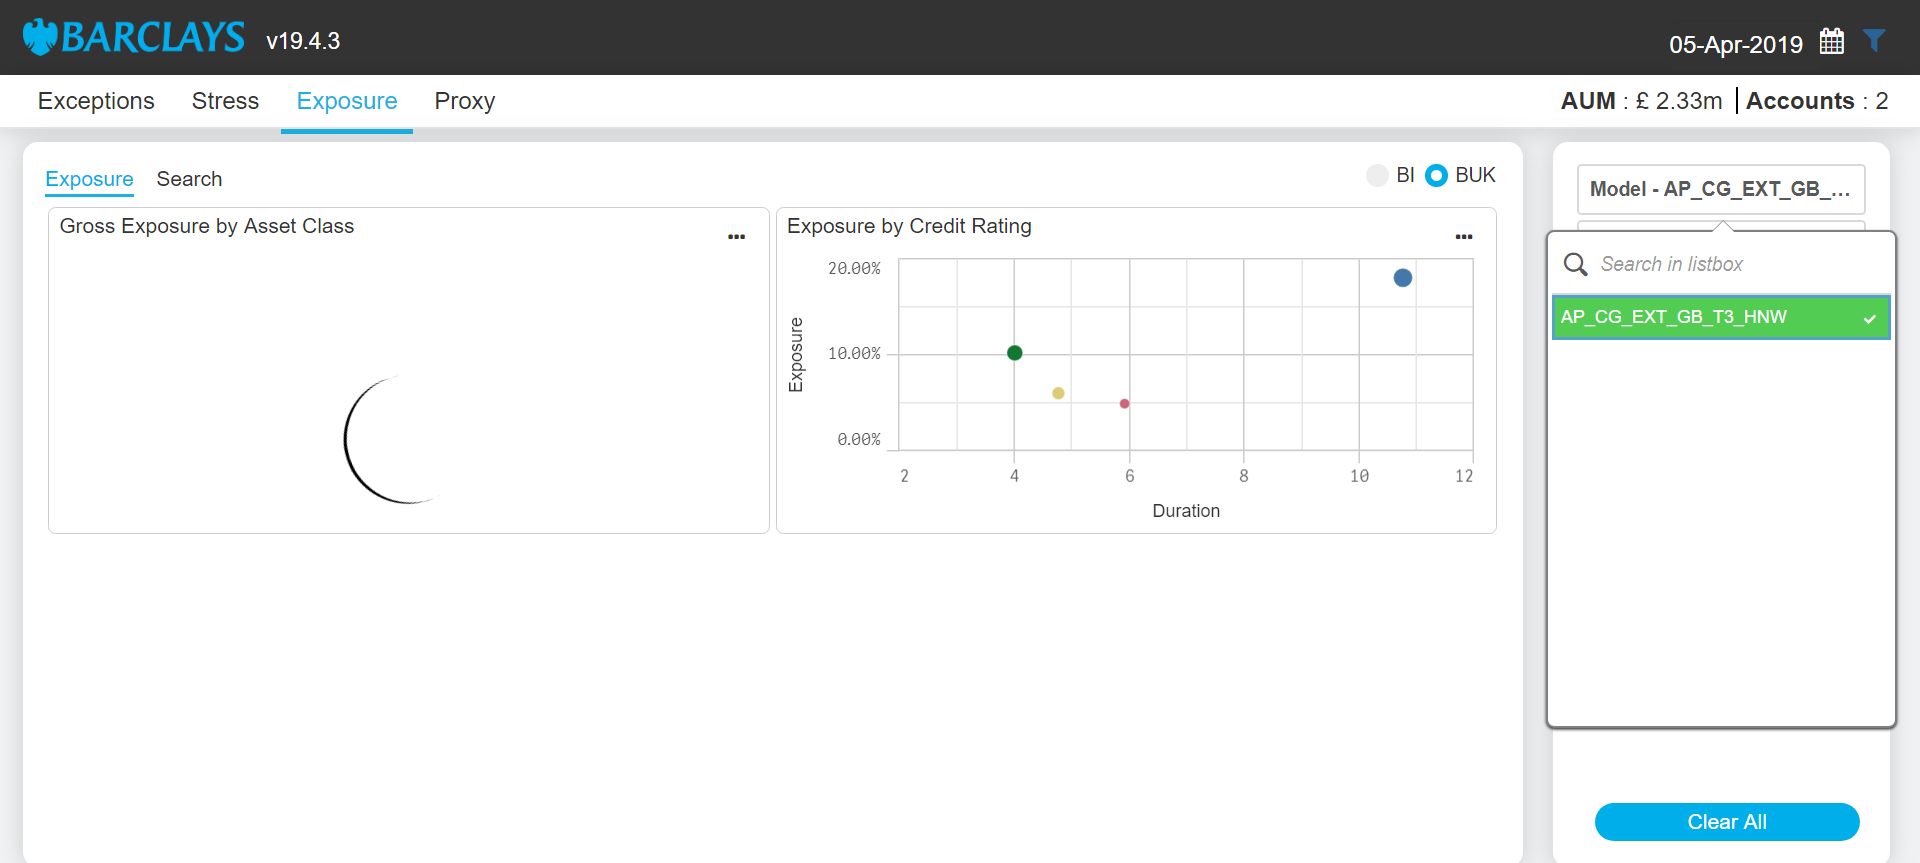 BARCLAYS v19.4.3
05-Apr-2019
Exceptions Stress Exposure Proxy
AUM : £ 2.33m | Accounts : 2
Exposure Search
BI BUK
Gross Exposure by Asset Class
...
Exposure by Credit Rating
...
20.00%
10.00%
0.00%
Exposure
2 4 6 8 10 12
Duration
Model - AP_CG_EXT_GB_...
Search in listbox
AP_CG_EXT_GB_T3_HNW
Clear All